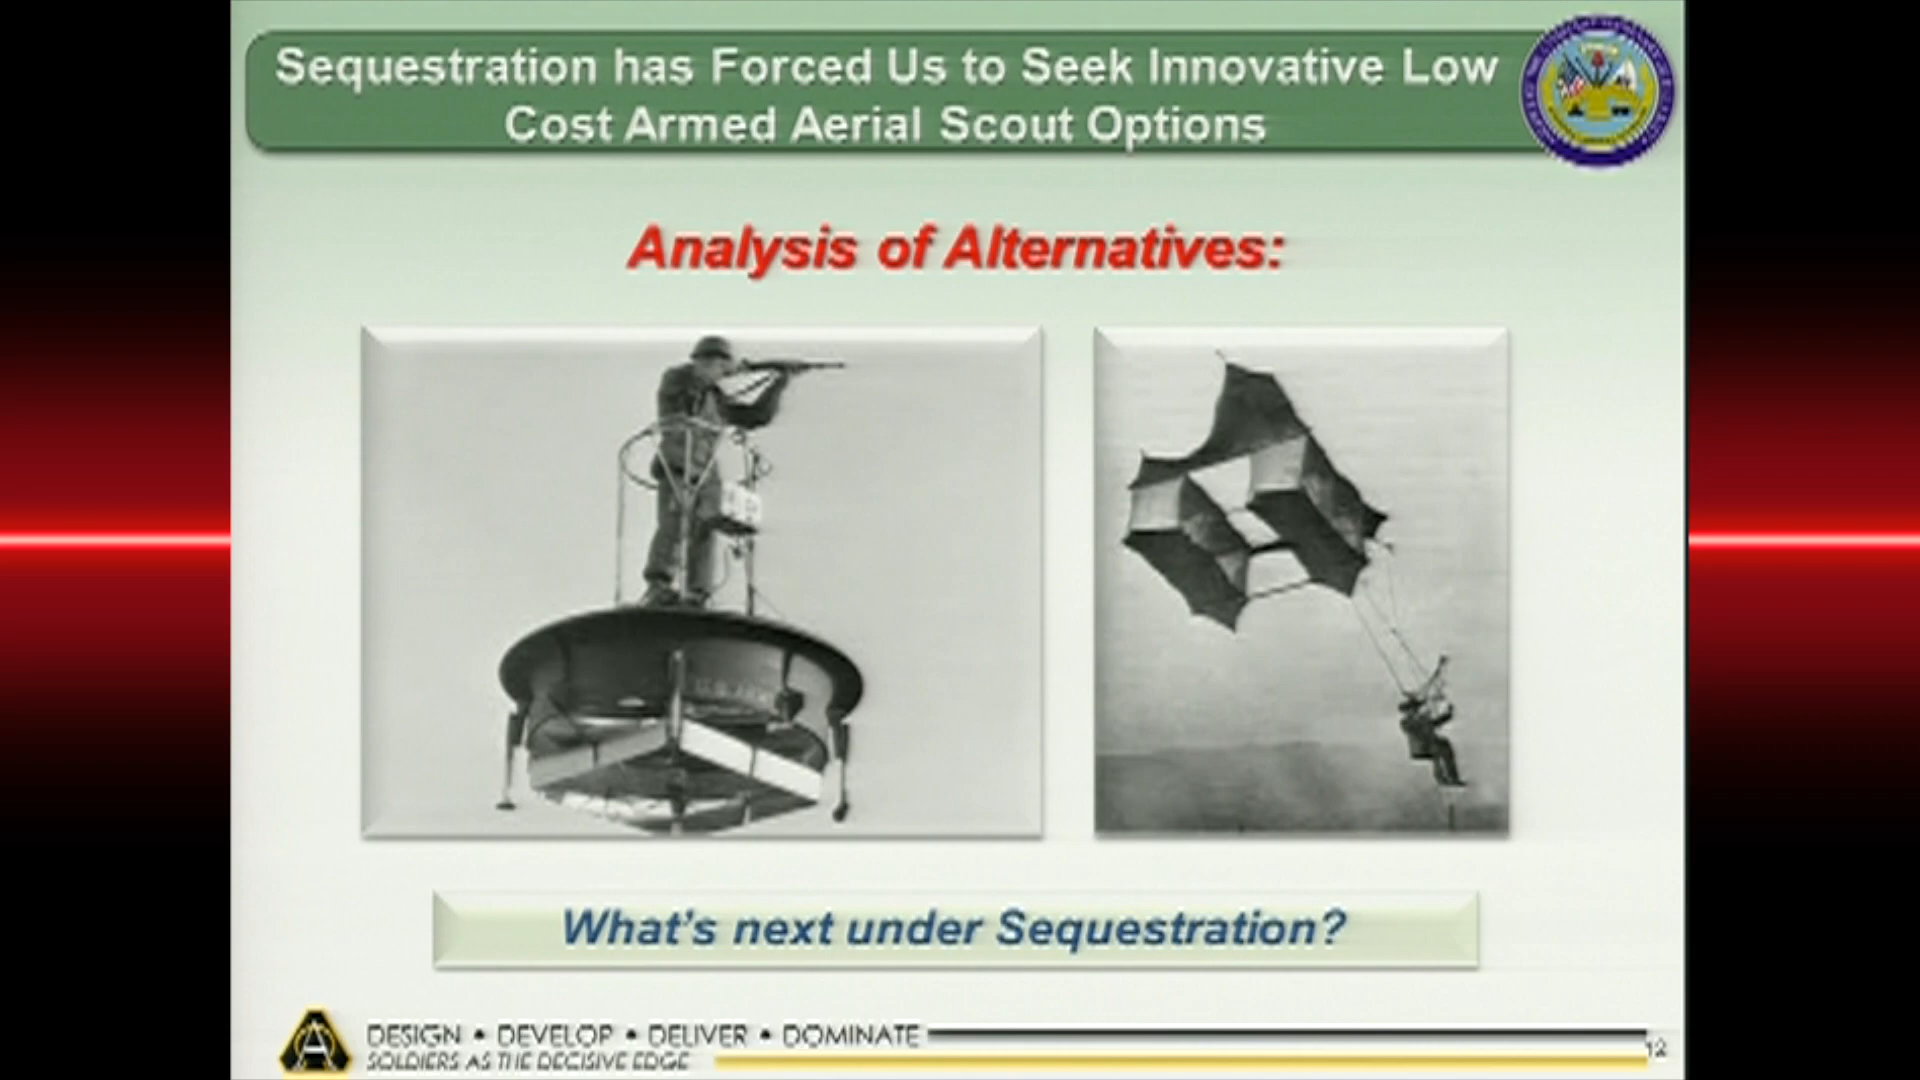 Sequestration has Forced Us to Seek Innovative Low
Cost Armed Aerial Scout Options
Analysis of Alternatives:
What's next under Sequestration?
DESIGN • DEVELOP • DELIVER • DOMINATE
SOLDIERS AS THE DECISIVE EDGE
12